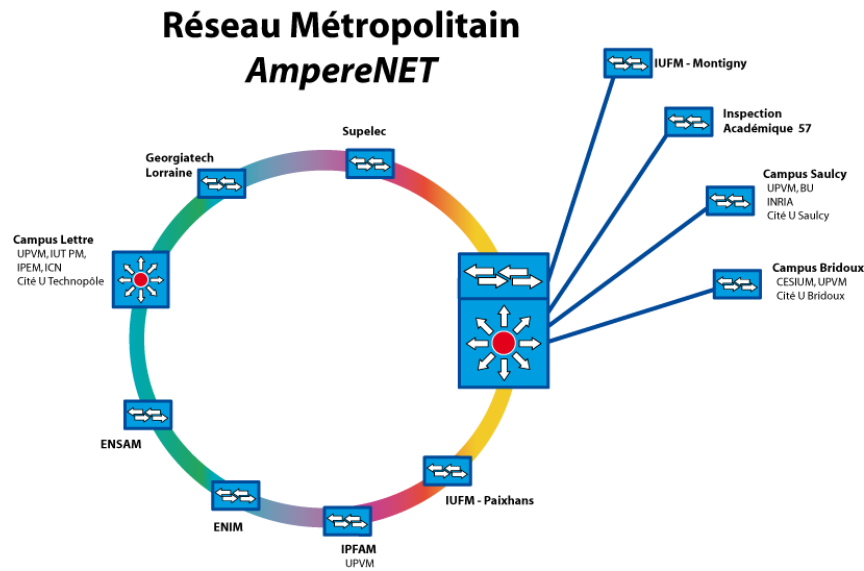 Réseau Métropolitain
AmpereNET
IUFM - Montigny
Inspection
Académique 57
Supelec
Georgiatech
Lorraine
Campus Saulcy
UPVM, BU
INRIA
Cité U Saulcy
Campus Lettre
UPVM, IUT PM,
IPEM, ICN
Cité U Technopôle
Campus Bridoux
CESIUM, UPVM
Cité U Bridoux
ENSAM
IUFM - Paixhans
ENIM
IPFAM
UPVM